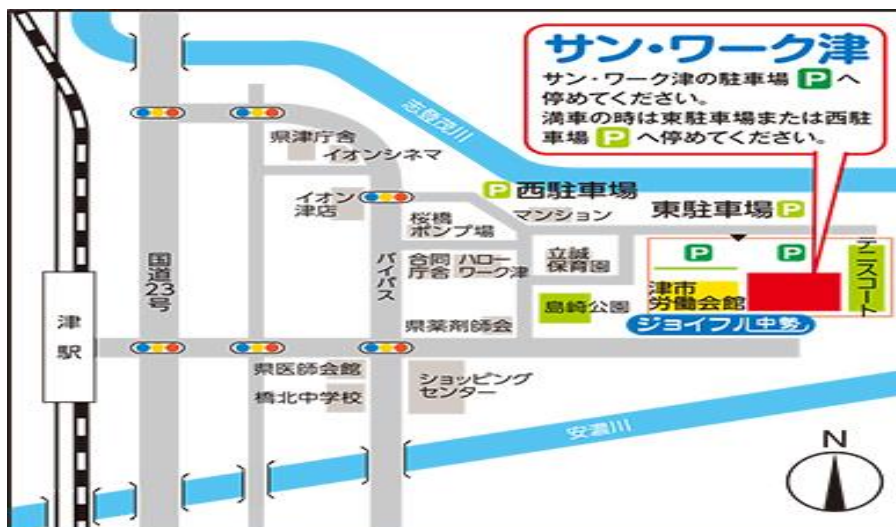 サン・ワーク津
サン・ワーク津の駐車場 P へ
停めてください。
満車の時は東駐車場または西駐
車場 P へ停めてください。
志登茂川
県津庁舎
イオンシネマ
イオン
津店
P 西駐車場
マンション
東駐車場 P
桜橋
ポンプ場
国道23号
バイパス
合同
庁舎
ハロー
ワーク津
立誠
保育園
P
P
テニスコート
津市
労働会館
島崎公園
ジョイフル中勢
県薬剤師会
津駅
県医師会館
橋北中学校
ショッピング
センター
安濃川
N